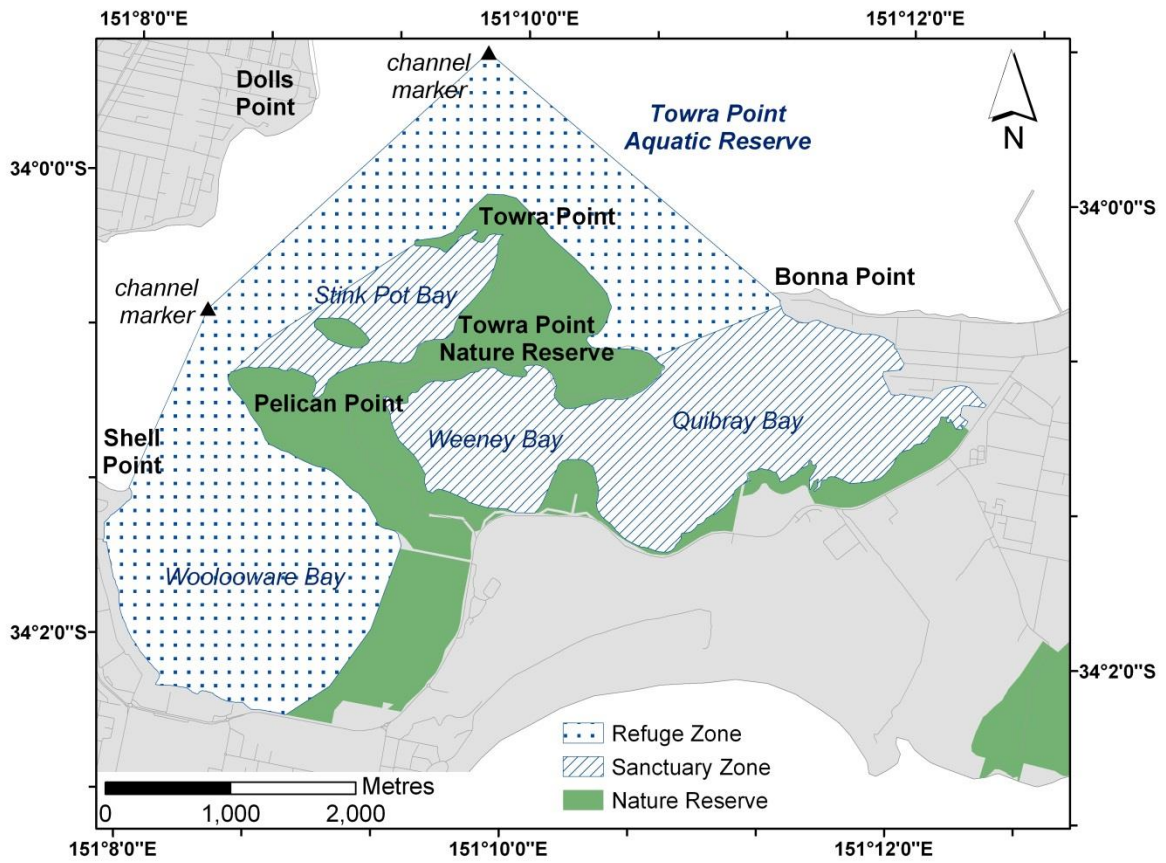 151°8'0"E
151°10'0"E
151°12'0"E
channel
marker
Dolls
Point
Towra Point
Aquatic Reserve
N
34°0'0"S
34°0'0"S
Towra Point
Bonna Point
channel
marker
Stink Pot Bay
Towra Point
Nature Reserve
Pelican Point
Quibray Bay
Weeney Bay
Shell
Point
Woolooware Bay
34°2'0"S
34°2'0"S
Refuge Zone
Sanctuary Zone
Nature Reserve
Metres
0
1,000
2,000
151°8'0"E
151°10'0"E
151°12'0"E